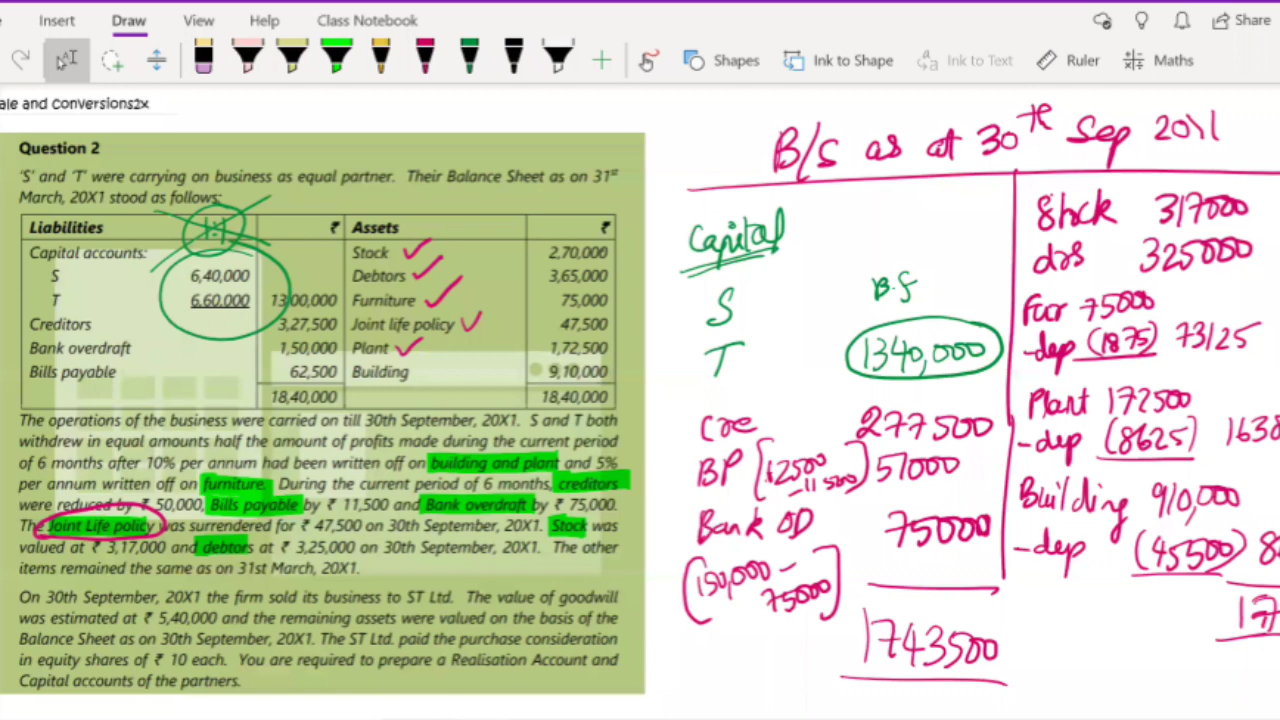 Insert Draw View Help Class Notebook Share
Shapes Ink to Shape Ink to Text Ruler Maths
ale and Conversions2x
Question 2
'S' and 'T' were carrying on business as equal partner. Their Balance Sheet as on 31st
March, 20X1 stood as follows:
Liabilities 1:1 ₹ Assets ₹
Capital accounts: Stock 2,70,000
S 6,40,000 Debtors 3,65,000
T 6,60,000 13,00,000 Furniture 75,000
Creditors 3,27,500 Joint life policy 47,500
Bank overdraft 1,50,000 Plant 1,72,500
Bills payable 62,500 Building 9,10,000
18,40,000 18,40,000
The operations of the business were carried on till 30th September, 20X1. S and T both
withdrew in equal amounts half the amount of profits made during the current period
of 6 months after 10% per annum had been written off on building and plant and 5%
per annum written off on furniture. During the current period of 6 months, creditors
were reduced by ₹ 50,000, Bills payable by ₹ 11,500 and Bank overdraft by ₹ 75,000.
The Joint Life policy was surrendered for ₹ 47,500 on 30th September, 20X1. Stock was
valued at ₹ 3,17,000 and debtors at ₹ 3,25,000 on 30th September, 20X1. The other
items remained the same as on 31st March, 20X1.
On 30th September, 20X1 the firm sold its business to ST Ltd. The value of goodwill
was estimated at ₹ 5,40,000 and the remaining assets were valued on the basis of the
Balance Sheet as on 30th September, 20X1. The ST Ltd. paid the purchase consideration
in equity shares of ₹ 10 each. You are required to prepare a Realisation Account and
Capital accounts of the partners.
B/S as at 30th Sep 20X1
Capital
S B.f
T 1340,000
Cre 277500
BP [62500 -11500] 51000
Bank OD 75000
(150,000 - 75000)
1743500
Stock 317000
drs 325000
Fur 75000
-dep (1875) 73125
Plant 172500
-dep (8625) 1638
Building 910,000
-dep (45500) 8
17